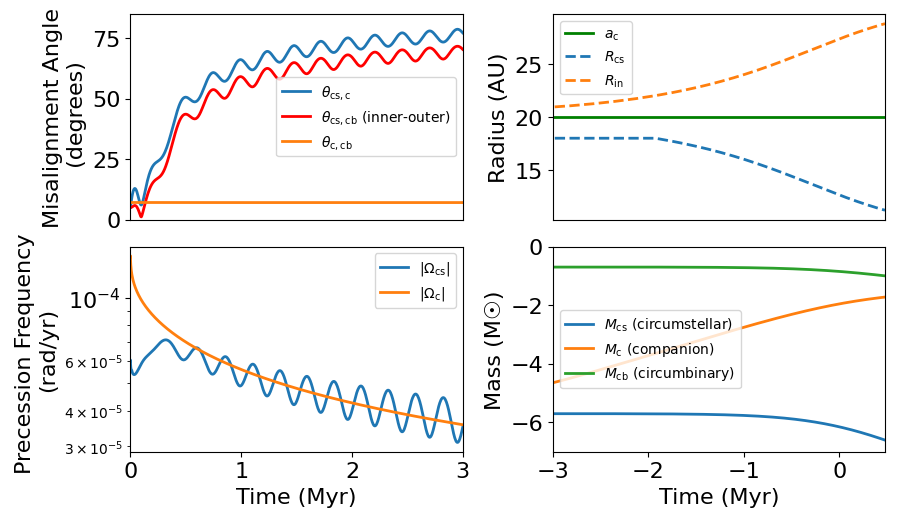 Misalignment Angle
(degrees)
75
50
25
0
θcs,c
θcs,cb (inner-outer)
θc,cb
Radius (AU)
25
20
15
ac
Rcs
Rin
Precession Frequency
(rad/yr)
10⁻⁴
6 × 10⁻⁵
4 × 10⁻⁵
3 × 10⁻⁵
|Ωcs|
|Ωc|
0 1 2 3
Time (Myr)
Mass (M☉)
0
−2
−4
−6
Mcs (circumstellar)
Mc (companion)
Mcb (circumbinary)
−3 −2 −1 0
Time (Myr)